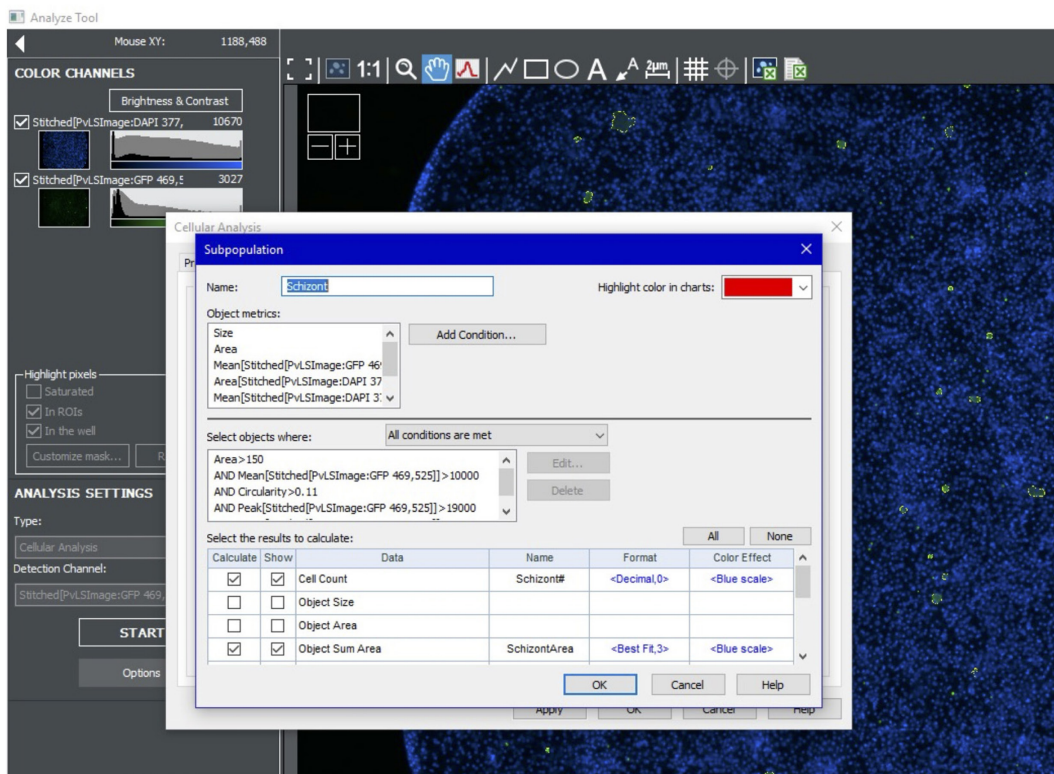 Analyze Tool
Mouse XY: 1188,488
COLOR CHANNELS
1:1
A
A
2µm
Brightness & Contrast
Stitched[PvLSImage:DAPI 377, 10670
Stitched[PvLSImage:GFP 469,5 3027
Cellular Analysis
Subpopulation
Pr
Name: Schizont Highlight color in charts:
Object metrics:
Size
Area
Mean[Stitched[PvLSImage:GFP 46
Area[Stitched[PvLSImage:DAPI 37
Mean[Stitched[PvLSImage:DAPI 3
Add Condition...
Highlight pixels
Saturated
In ROIs
In the well
Customize mask... R
Select objects where: All conditions are met
Area>150
AND Mean[Stitched[PvLSImage:GFP 469,525]]>10000
AND Circularity>0.11
AND Peak[Stitched[PvLSImage:GFP 469,525]]>19000
Edit...
Delete
ANALYSIS SETTINGS
Type:
Cellular Analysis
Detection Channel:
Stitched[PvLSImage:GFP 469,
START
Options
Select the results to calculate: All None
Calculate Show Data Name Format Color Effect
Cell Count Schizont# <Decimal,0> <Blue scale>
Object Size
Object Area
Object Sum Area SchizontArea <Best Fit,3> <Blue scale>
OK Cancel Help
Apply OK Cancel Help